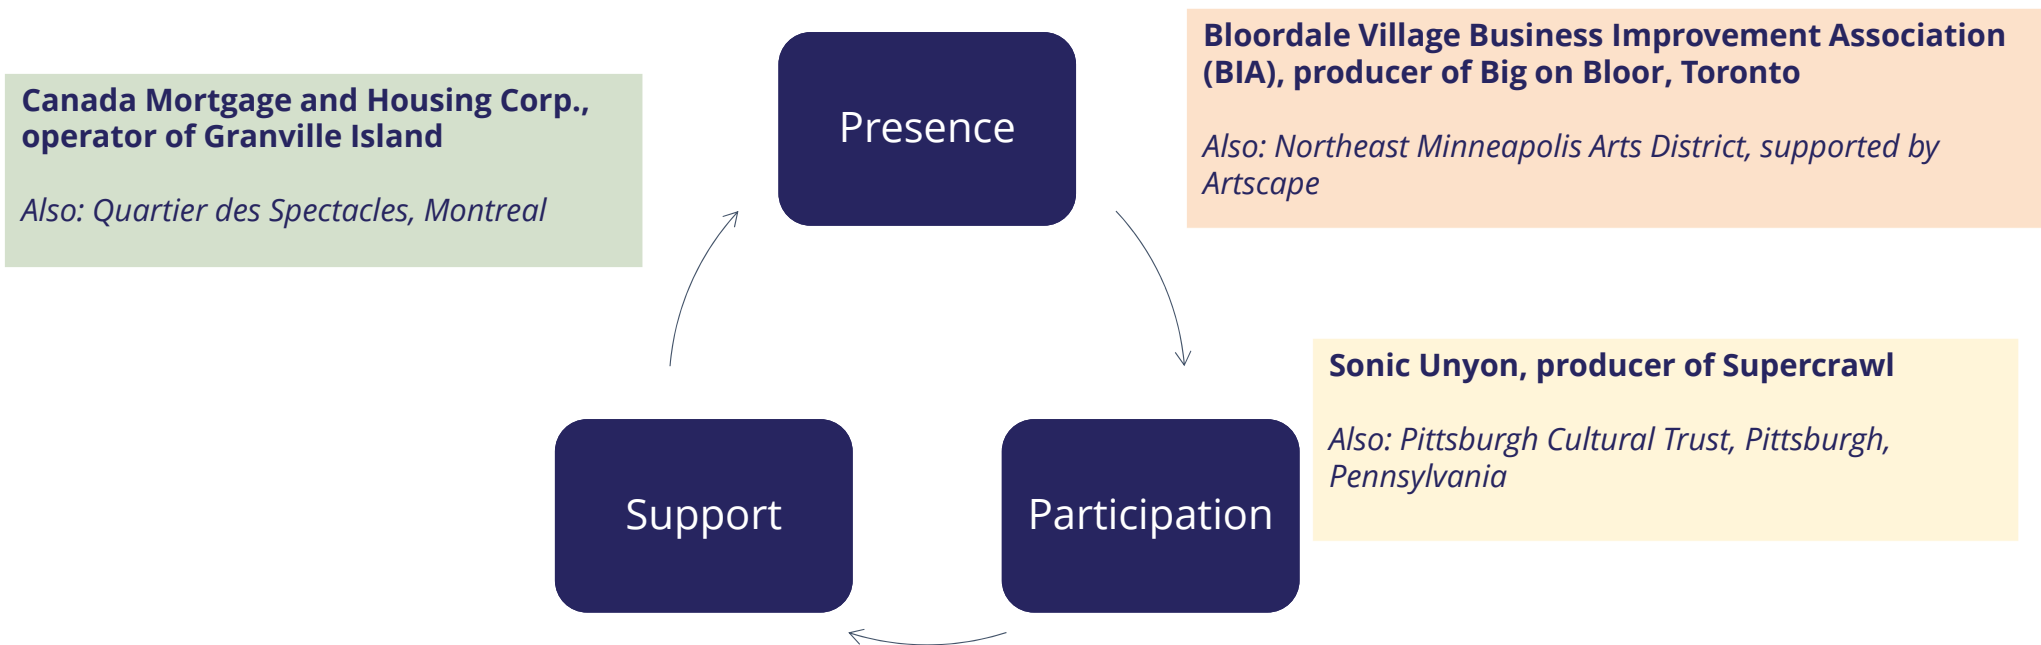 Canada Mortgage and Housing Corp.,
operator of Granville Island
Also: Quartier des Spectacles, Montreal
Presence
Bloordale Village Business Improvement Association
(BIA), producer of Big on Bloor, Toronto
Also: Northeast Minneapolis Arts District, supported by
Artscape
Sonic Unyon, producer of Supercrawl
Also: Pittsburgh Cultural Trust, Pittsburgh,
Pennsylvania
Support
Participation